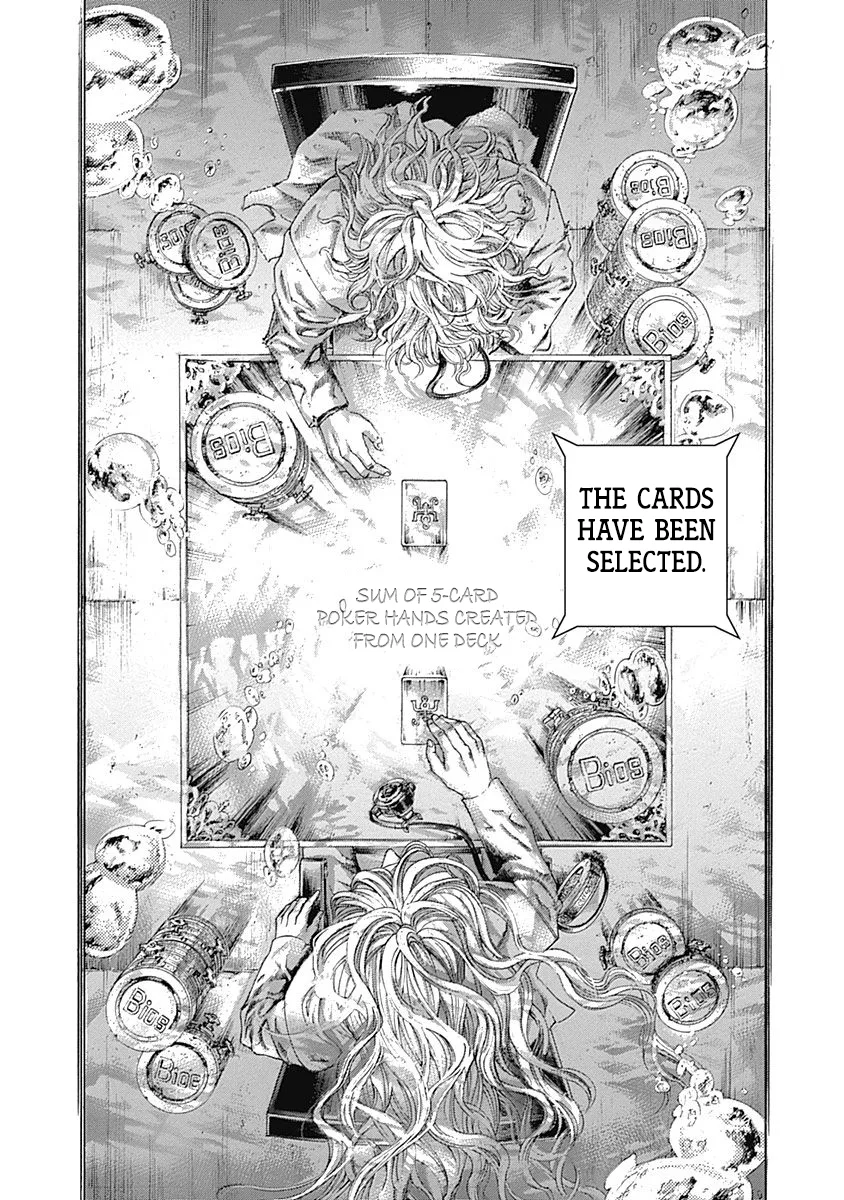 Bios
Bios
Bios
Bios
Bios
Bios
THE CARDS
HAVE BEEN
SELECTED.
SUM OF 5-CARD
POKER HANDS CREATED
FROM ONE DECK
Bios
Bios
Bios
Bios
Bios